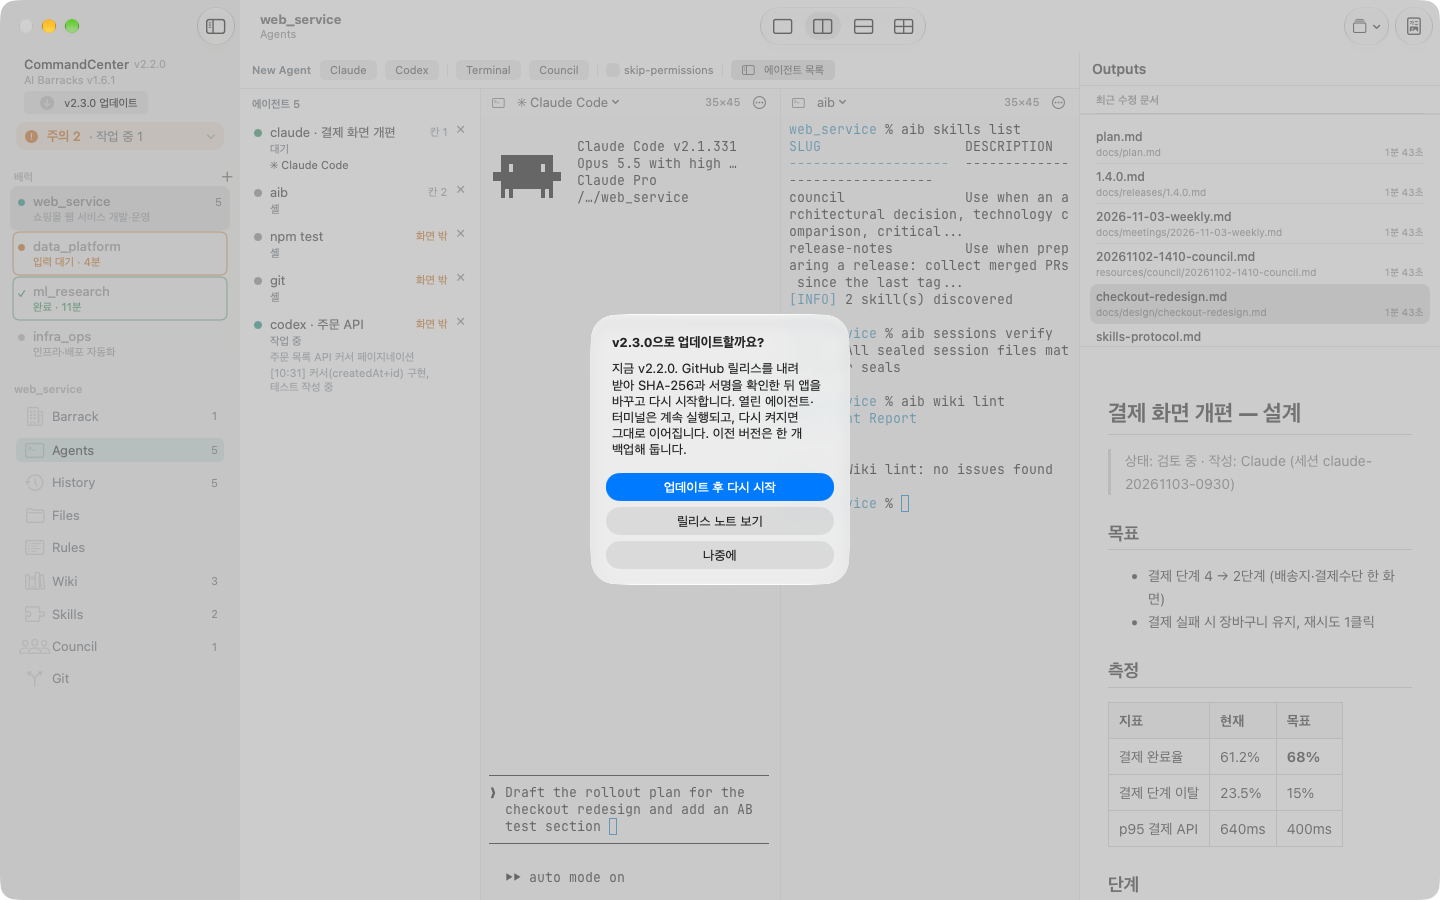 web_service
Agents
CommandCenter v2.2.0
AI Barracks v1.6.1
v2.3.0 업데이트
주의 2 · 작업 중 1
배럭
web_service 5
쇼핑몰 웹 서비스 개발·운영
data_platform
입력 대기 · 4분
ml_research
완료 · 11분
infra_ops
인프라·배포 자동화
web_service
Barrack 1
Agents 5
History 5
Files
Rules
Wiki 3
Skills 2
Council 1
Git
New Agent Claude Codex Terminal Council skip-permissions 에이전트 목록
에이전트 5
claude · 결제 화면 개편 칸 1
대기
✳ Claude Code
aib 칸 2
셸
npm test 화면 밖
셸
git 화면 밖
셸
codex · 주문 API 화면 밖
작업 중
주문 목록 API 커서 페이지네이션
[10:31] 커서(createdAt+id) 구현,
테스트 작성 중
✳ Claude Code 35×45
Claude Code v2.1.331
Opus 5.5 with high …
Claude Pro
/…/web_service
❯ Draft the rollout plan for the
checkout redesign and add an AB
test section
auto mode on
aib 35×45
web_service % aib skills list
SLUG DESCRIPTION
-------------------- -------------
------------------
council Use when an a
rchitectural decision, technology c
omparison, critical...
release-notes Use when prep
aring a release: collect merged PRs
since the last tag...
[INFO] 2 skill(s) discovered
vice % aib sessions verify
All sealed session files mat
r seals
vice % aib wiki lint
nt Report
Wiki lint: no issues found
vice %
v2.3.0으로 업데이트할까요?
지금 v2.2.0. GitHub 릴리스를 내려
받아 SHA-256과 서명을 확인한 뒤 앱을
바꾸고 다시 시작합니다. 열린 에이전트·
터미널은 계속 실행되고, 다시 켜지면
그대로 이어집니다. 이전 버전은 한 개
백업해 둡니다.
업데이트 후 다시 시작
릴리스 노트 보기
나중에
Outputs
최근 수정 문서
plan.md
docs/plan.md 1분 43초
1.4.0.md
docs/releases/1.4.0.md 1분 43초
2026-11-03-weekly.md
docs/meetings/2026-11-03-weekly.md 1분 43초
20261102-1410-council.md
resources/council/20261102-1410-council.md 1분 43초
checkout-redesign.md
docs/design/checkout-redesign.md 1분 43초
skills-protocol.md
결제 화면 개편 — 설계
상태: 검토 중 · 작성: Claude (세션 claude-
20261103-0930)
목표
• 결제 단계 4 → 2단계 (배송지·결제수단 한 화
면)
• 결제 실패 시 장바구니 유지, 재시도 1클릭
측정
지표 현재 목표
결제 완료율 61.2% 68%
결제 단계 이탈 23.5% 15%
p95 결제 API 640ms 400ms
단계